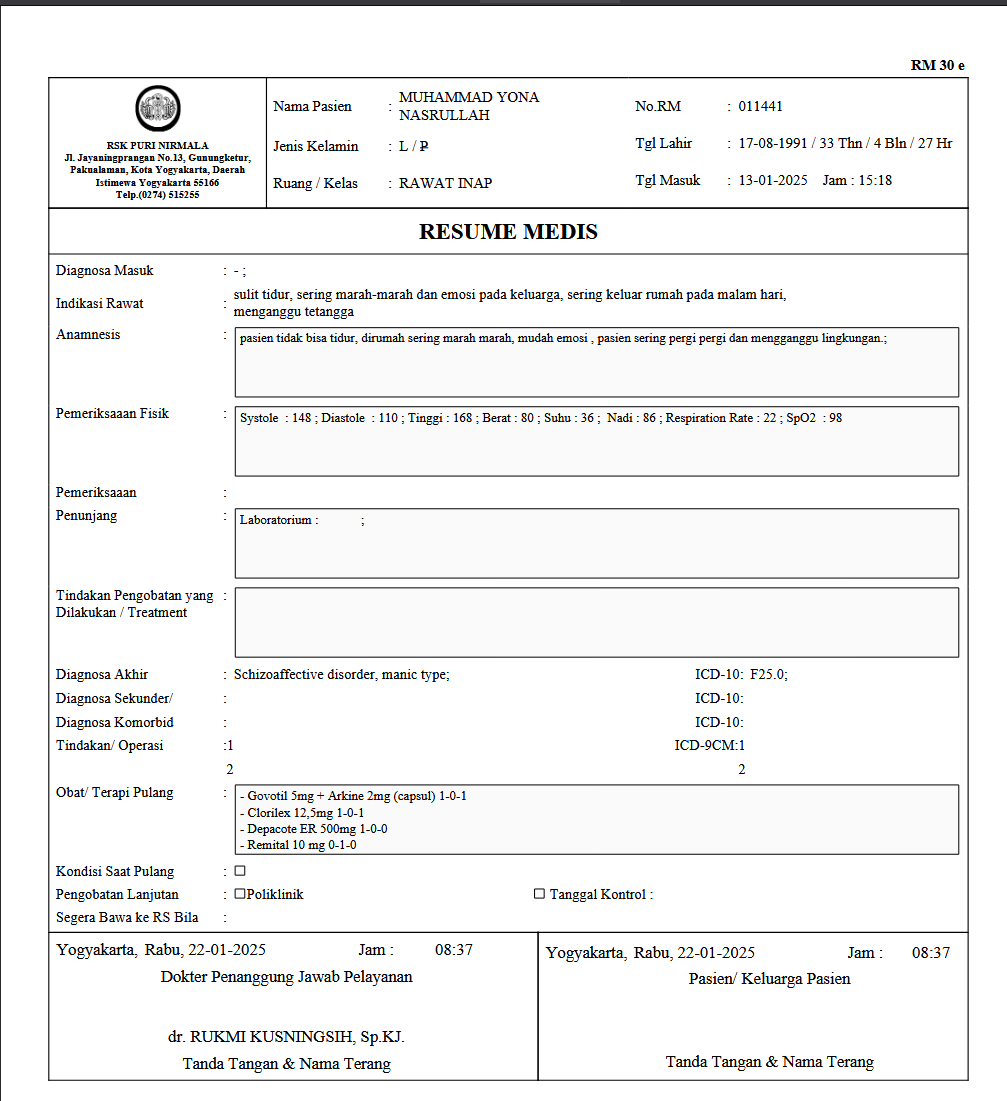 RM 30 e
RSK PURI NIRMALA
Jl. Jayaningprangan No.13, Gunungketur,
Pakualaman, Kota Yogyakarta, Daerah
Istimewa Yogyakarta 55166
Telp.(0274) 515255
Nama Pasien : MUHAMMAD YONA
NASRULLAH
No.RM : 011441
Jenis Kelamin : L / P
Tgl Lahir : 17-08-1991 / 33 Thn / 4 Bln / 27 Hr
Ruang / Kelas : RAWAT INAP
Tgl Masuk : 13-01-2025 Jam : 15:18
RESUME MEDIS
Diagnosa Masuk : - ;
Indikasi Rawat : sulit tidur, sering marah-marah dan emosi pada keluarga, sering keluar rumah pada malam hari,
menganggu tetangga
Anamnesis : pasien tidak bisa tidur, dirumah sering marah marah, mudah emosi , pasien sering pergi pergi dan mengganggu lingkungan.;
Pemeriksaaan Fisik : Systole : 148 ; Diastole : 110 ; Tinggi : 168 ; Berat : 80 ; Suhu : 36 ; Nadi : 86 ; Respiration Rate : 22 ; SpO2 : 98
Pemeriksaaan :
Penunjang : Laboratorium : ;
Tindakan Pengobatan yang :
Dilakukan / Treatment
Diagnosa Akhir : Schizoaffective disorder, manic type; ICD-10: F25.0;
Diagnosa Sekunder/ : ICD-10:
Diagnosa Komorbid : ICD-10:
Tindakan/ Operasi :1 ICD-9CM:1
2 2
Obat/ Terapi Pulang : - Govotil 5mg + Arkine 2mg (capsul) 1-0-1
- Clorilex 12,5mg 1-0-1
- Depacote ER 500mg 1-0-0
- Remital 10 mg 0-1-0
Kondisi Saat Pulang : ☐
Pengobatan Lanjutan : ☐Poliklinik ☐ Tanggal Kontrol :
Segera Bawa ke RS Bila :
Yogyakarta, Rabu, 22-01-2025 Jam : 08:37
Dokter Penanggung Jawab Pelayanan
dr. RUKMI KUSNINGSIH, Sp.KJ.
Tanda Tangan & Nama Terang
Yogyakarta, Rabu, 22-01-2025 Jam : 08:37
Pasien/ Keluarga Pasien
Tanda Tangan & Nama Terang